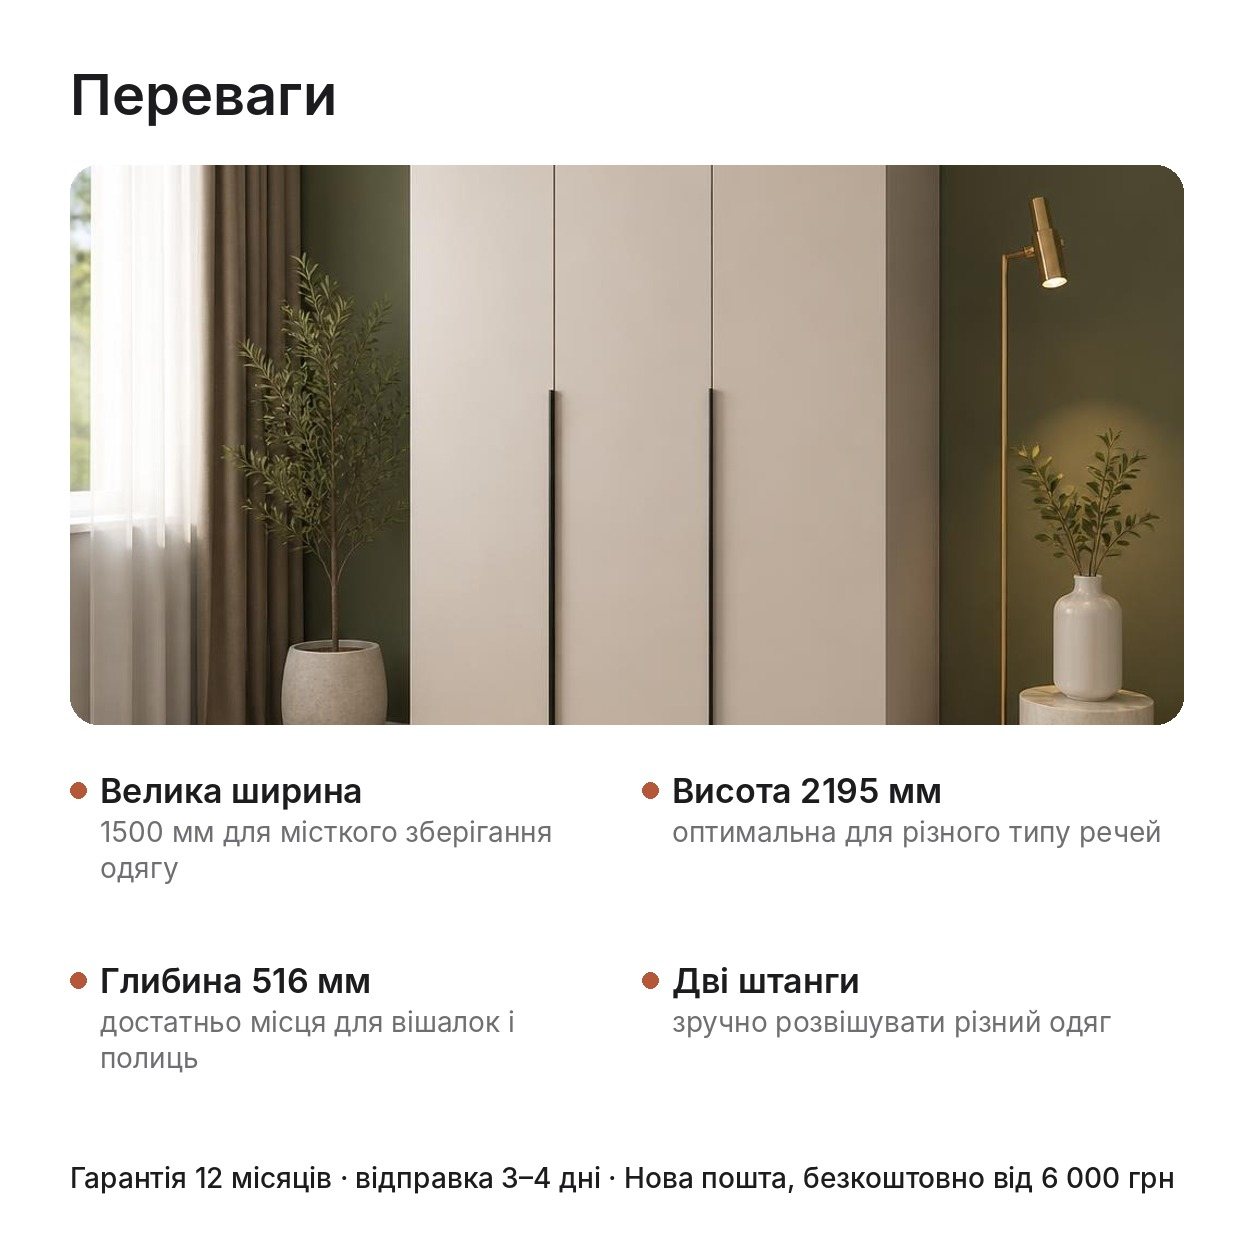 Переваги
Велика ширина
1500 мм для місткого зберігання
одягу
Висота 2195 мм
оптимальна для різного типу речей
Глибина 516 мм
достатньо місця для вішалок і
полиць
Дві штанги
зручно розвішувати різний одяг
Гарантія 12 місяців · відправка 3–4 дні · Нова пошта, безкоштовно від 6 000 грн